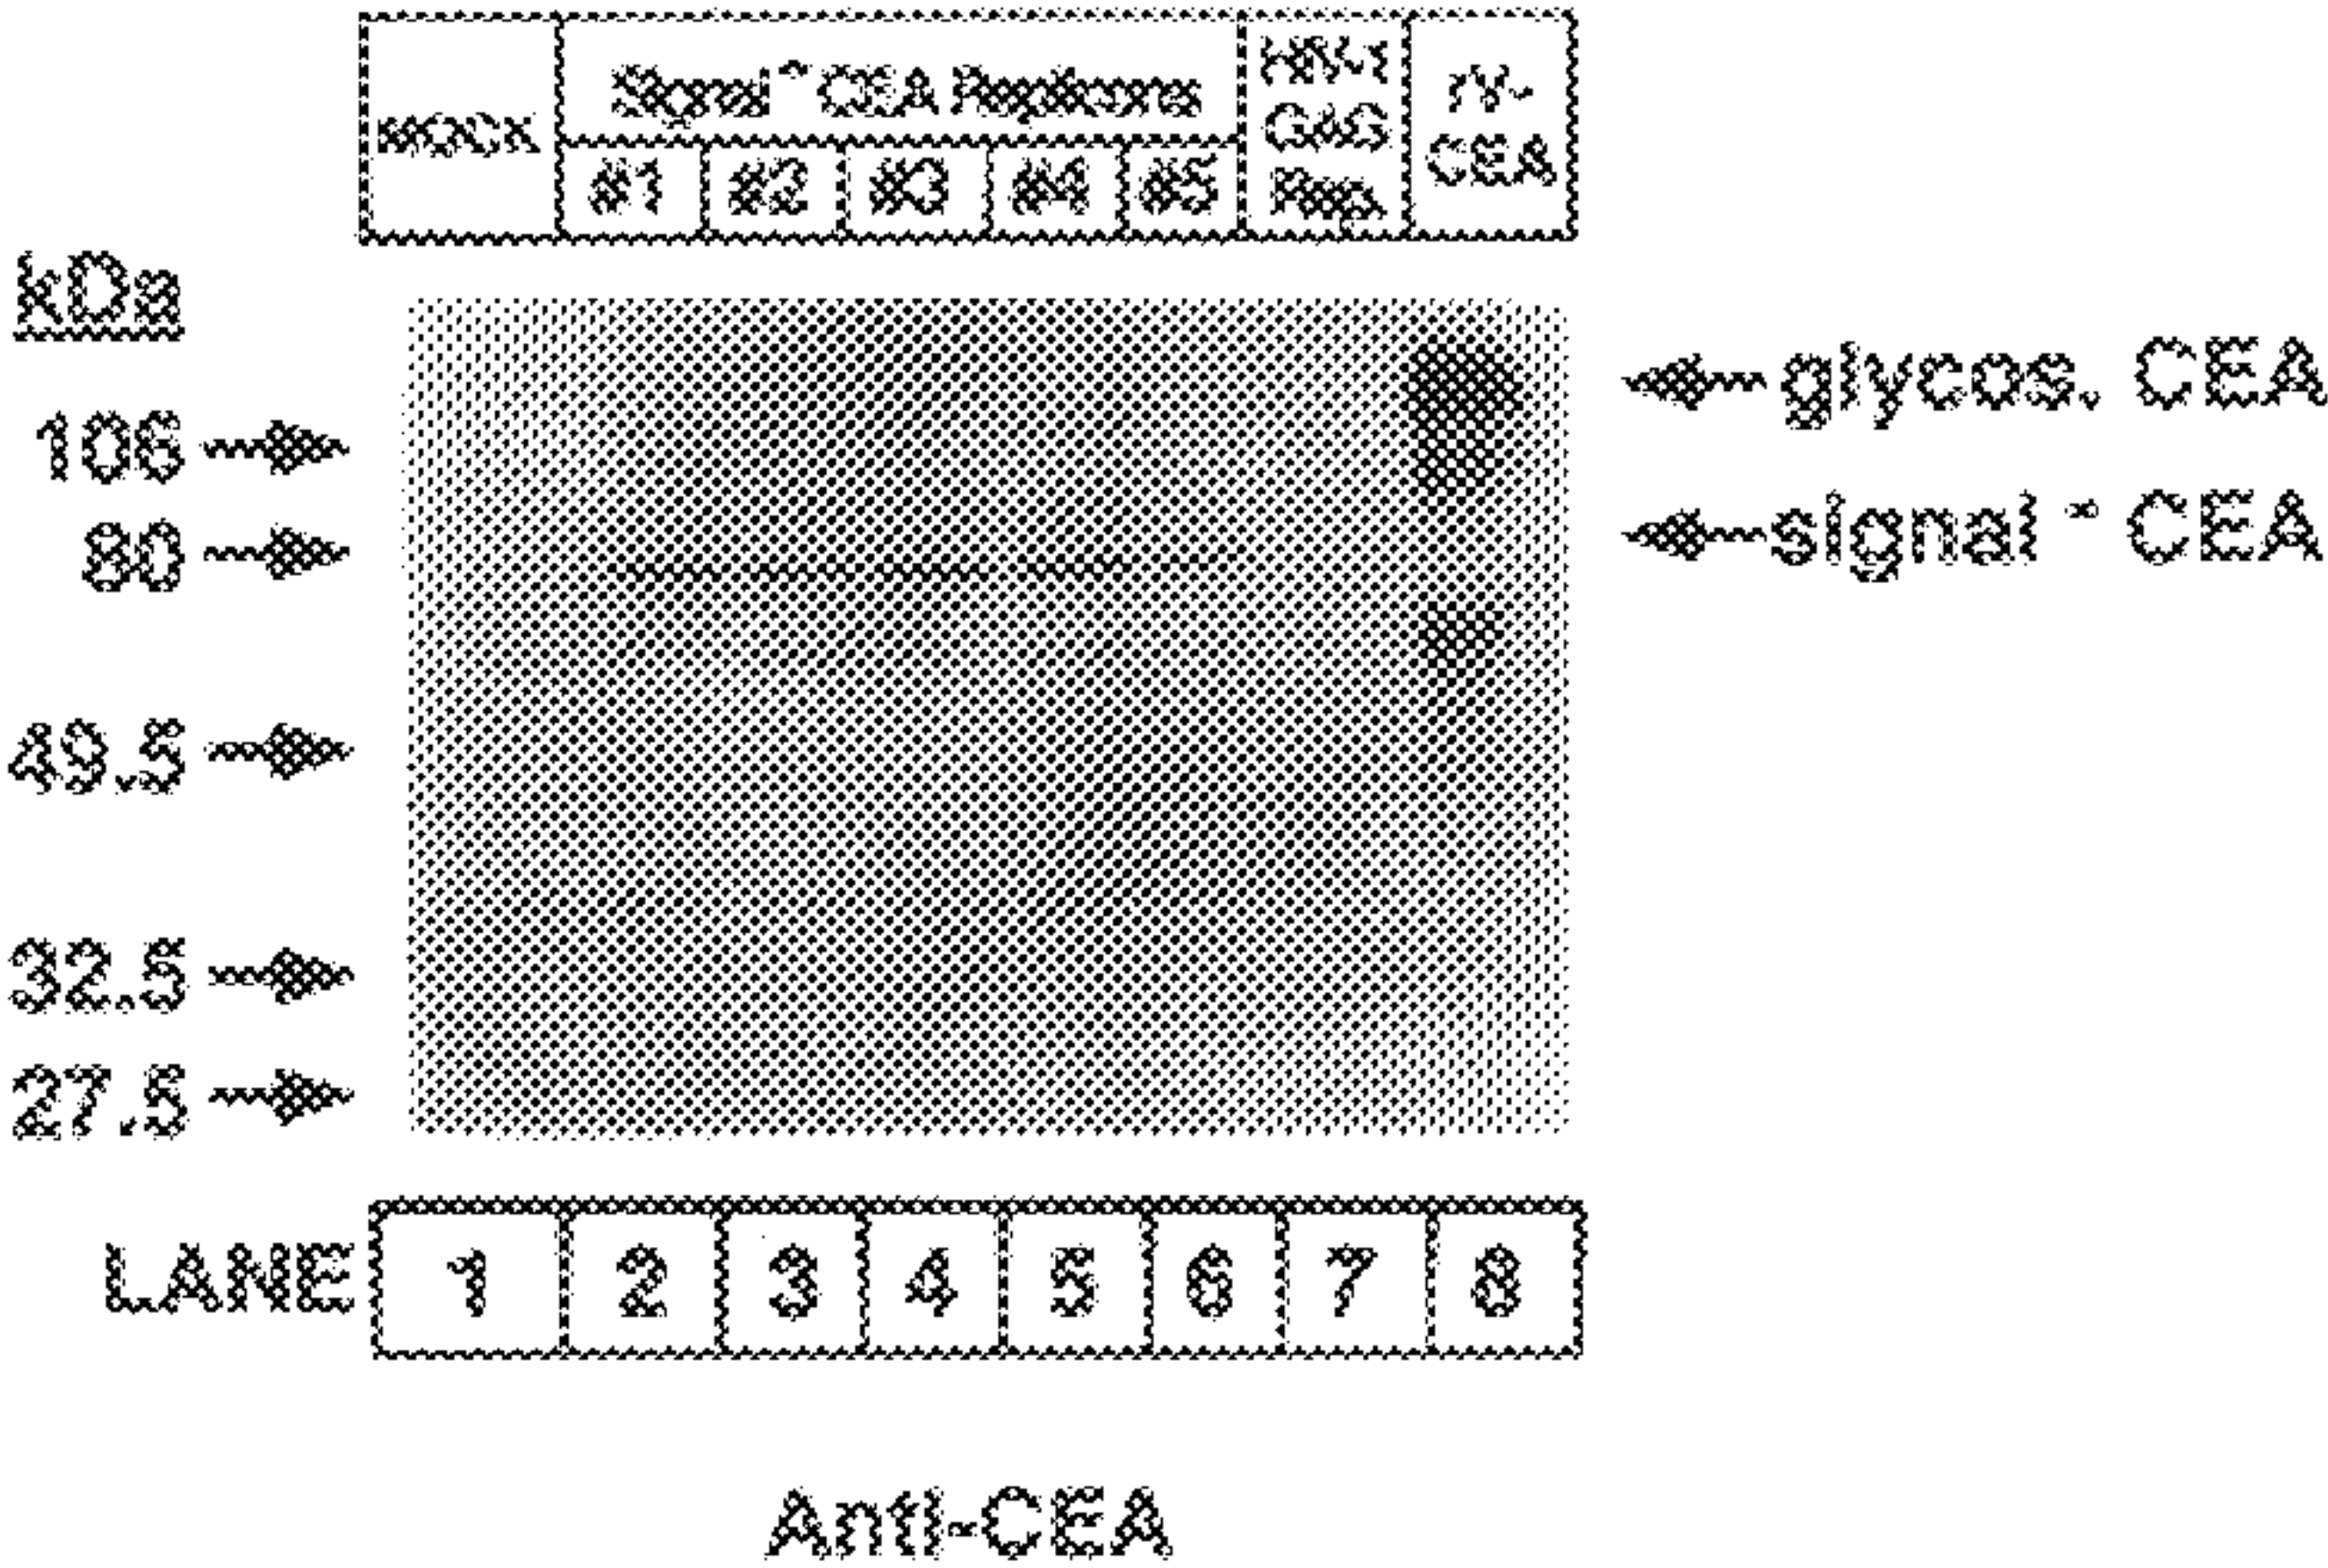 MOCK
Signal⁻ CEA Replicons
#1 #2 #3 #4 #5
HIV-1
GAG
Rep.
rV-
CEA
kDa
106
80
49.5
32.5
27.5
glycos. CEA
signal⁻ CEA
LANE 1 2 3 4 5 6 7 8
Anti-CEA